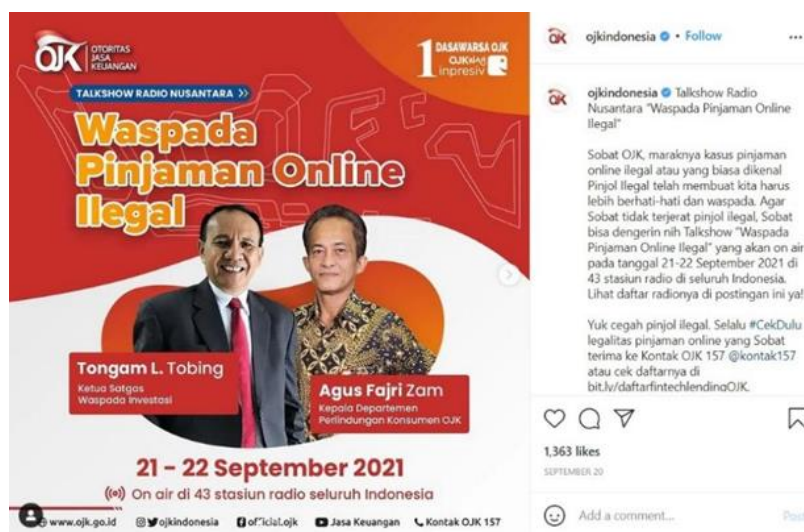 OJK
OTORITAS
JASA
KEUANGAN
1 DASAWARSA OJK
OJK
inpresiv
TALKSHOW RADIO NUSANTARA >>
Waspada
Pinjaman Online
Ilegal
Tongam L. Tobing
Ketua Satgas
Waspada Investasi
Agus Fajri Zam
Kepala Departemen
Perlindungan Konsumen OJK
21 - 22 September 2021
On air di 43 stasiun radio seluruh Indonesia
www.ojk.go.id ojkindonesia official.ojk Jasa Keuangan Kontak OJK 157
ojkindonesia • Follow ...
ojkindonesia Talkshow Radio
Nusantara "Waspada Pinjaman Online
Ilegal"
Sobat OJK, maraknya kasus pinjaman
online ilegal atau yang biasa dikenal
Pinjol Ilegal telah membuat kita harus
lebih berhati-hati dan waspada. Agar
Sobat tidak terjerat pinjol ilegal, Sobat
bisa dengerin nih Talkshow "Waspada
Pinjaman Online Ilegal" yang akan on air
pada tanggal 21-22 September 2021 di
43 stasiun radio di seluruh Indonesia.
Lihat daftar radionya di postingan ini ya!
Yuk cegah pinjol ilegal. Selalu #CekDulu
legalitas pinjaman online yang Sobat
terima ke Kontak OJK 157 @kontak157
atau cek daftarnya di
bit.ly/daftarfintechlendingOJK.
1,363 likes
SEPTEMBER 20
Add a comment... Post